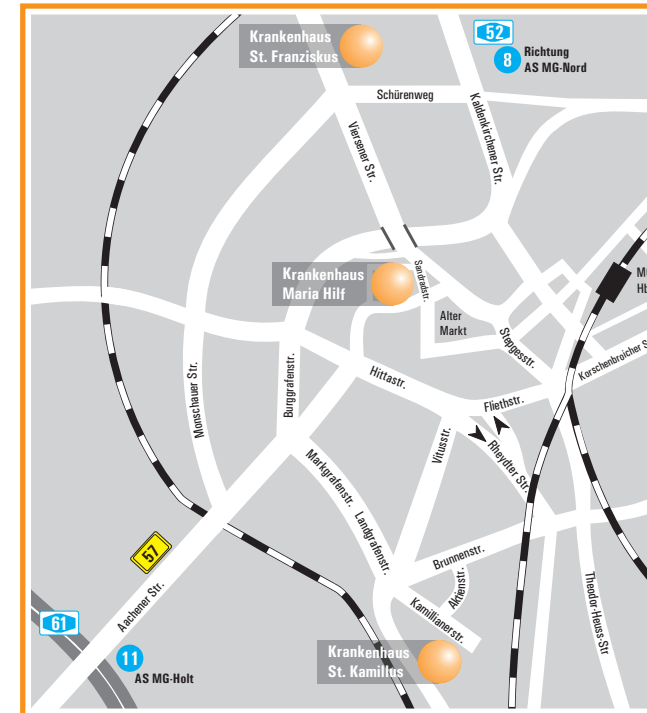 Krankenhaus
St. Franziskus
52
8
Richtung
AS MG-Nord
Schürenweg
Kaldenkirchener Str.
Viersener Str.
Sandradstr.
Krankenhaus
Maria Hilf
Alter
Markt
Stepgesstr.
Korschenbroicher S
Hittastr.
Fliethstr.
Monschauer Str.
Burggrafenstr.
Vitusstr.
Rheydter Str.
Markgrafenstr.
Landgrafenstr.
Brunnenstr.
Aktienstr.
Kamillianerstr.
Theodor-Heuss-Str
57
Aachener Str.
61
11
AS MG-Holt
Krankenhaus
St. Kamillus